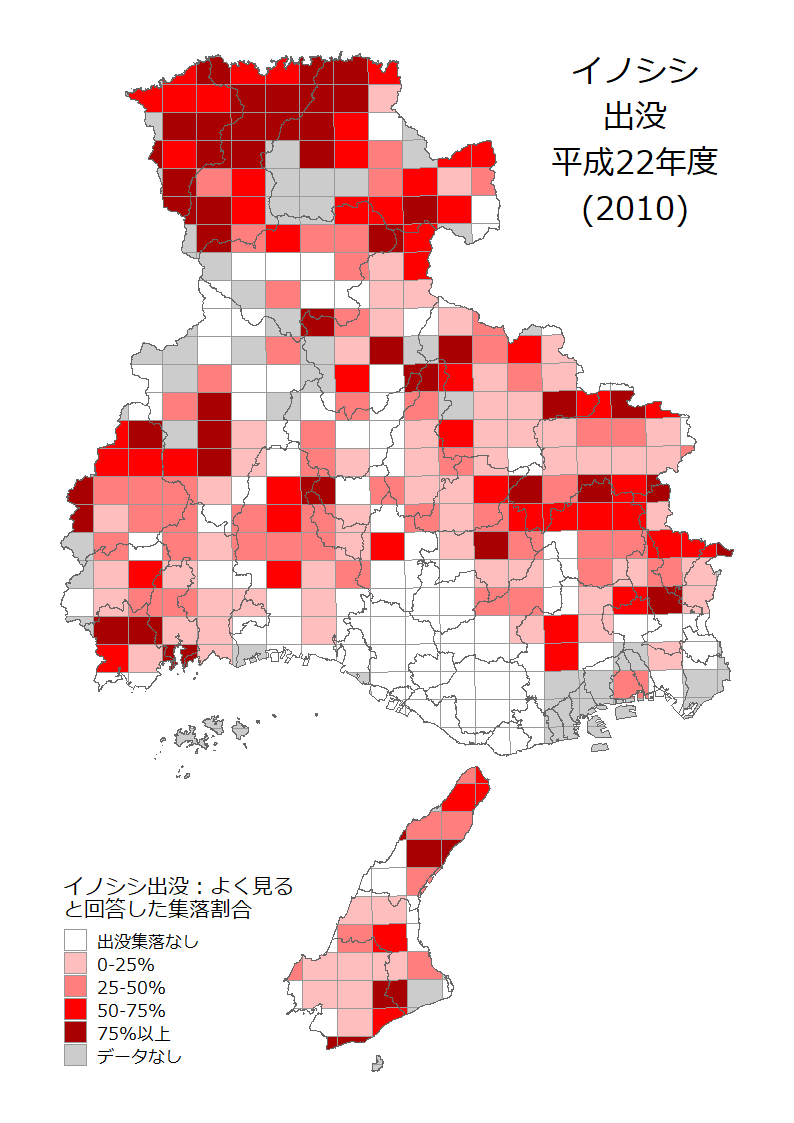 イノシシ
出没
平成22年度
(2010)
イノシシ出没：よく見る
と回答した集落割合
出没集落なし
0-25%
25-50%
50-75%
75%以上
データなし